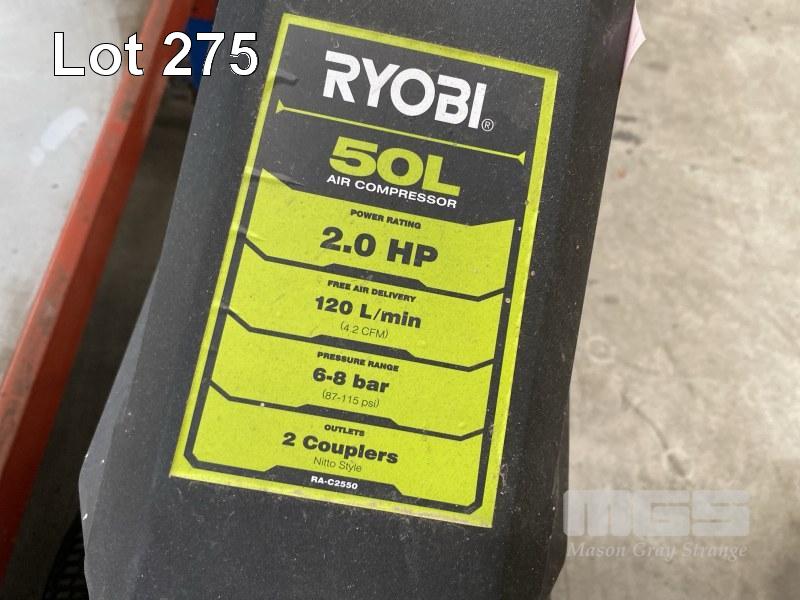 Lot 275
RYOBI®
50L
AIR COMPRESSOR
POWER RATING
2.0 HP
FREE AIR DELIVERY
120 L/min
(4.2 CFM)
PRESSURE RANGE
6-8 bar
(87-115 psi)
OUTLETS
2 Couplers
Nitto Style
RA-C2550
MGS
Mason Gray Strange